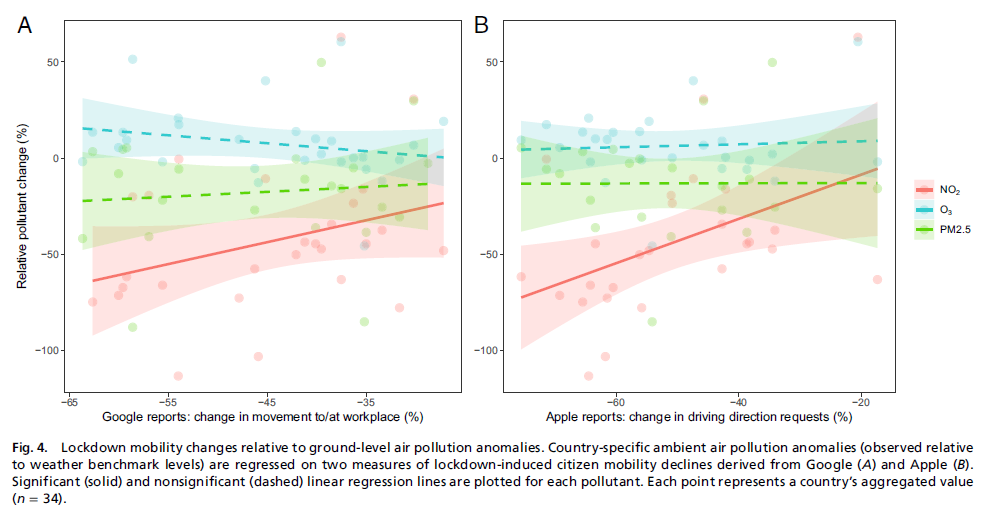 A
B
Relative pollutant change (%)
50
0
−50
−100
50
0
−50
−100
−65
−55
−45
−35
−60
−40
−20
Google reports: change in movement to/at workplace (%)
Apple reports: change in driving direction requests (%)
NO2
O3
PM2.5
Fig. 4. Lockdown mobility changes relative to ground-level air pollution anomalies. Country-specific ambient air pollution anomalies (observed relative
to weather benchmark levels) are regressed on two measures of lockdown-induced citizen mobility declines derived from Google (A) and Apple (B).
Significant (solid) and nonsignificant (dashed) linear regression lines are plotted for each pollutant. Each point represents a country's aggregated value
(n = 34).